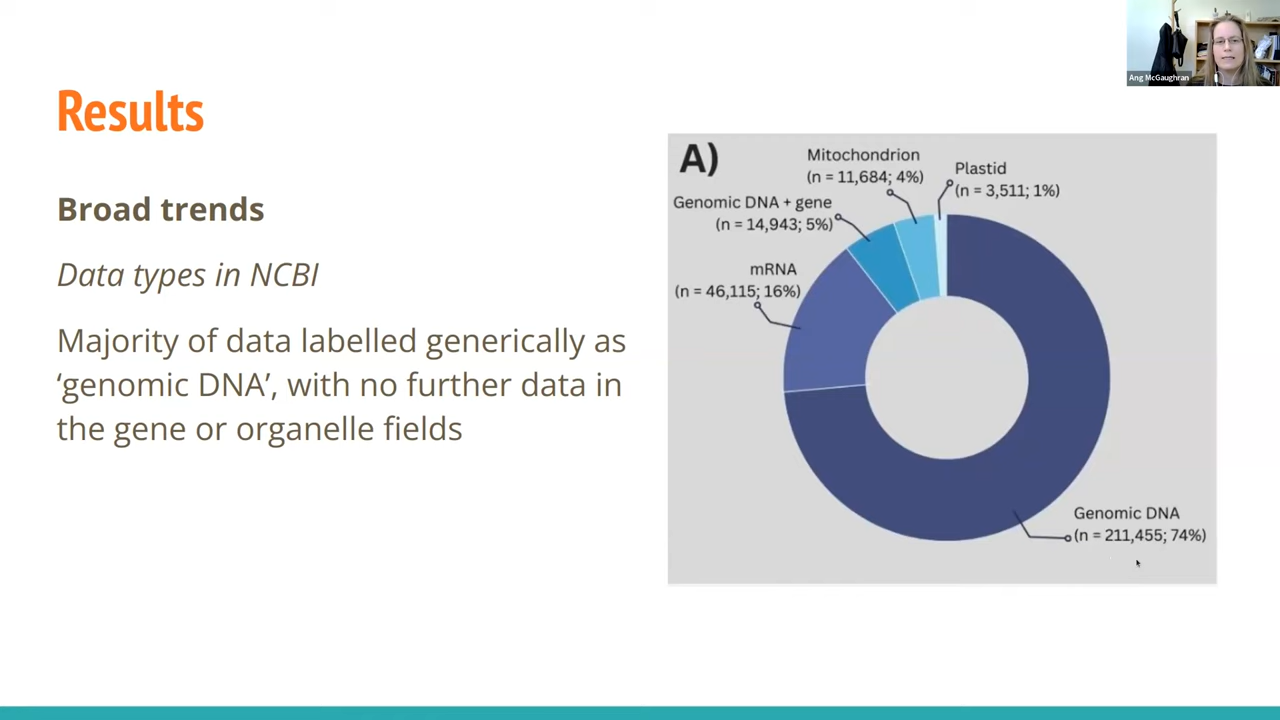 Ang McGaughran
Results
Broad trends
Data types in NCBI
Majority of data labelled generically as
‘genomic DNA’, with no further data in
the gene or organelle fields
A)
Mitochondrion
(n = 11,684; 4%)
Plastid
(n = 3,511; 1%)
Genomic DNA + gene
(n = 14,943; 5%)
mRNA
(n = 46,115; 16%)
Genomic DNA
(n = 211,455; 74%)